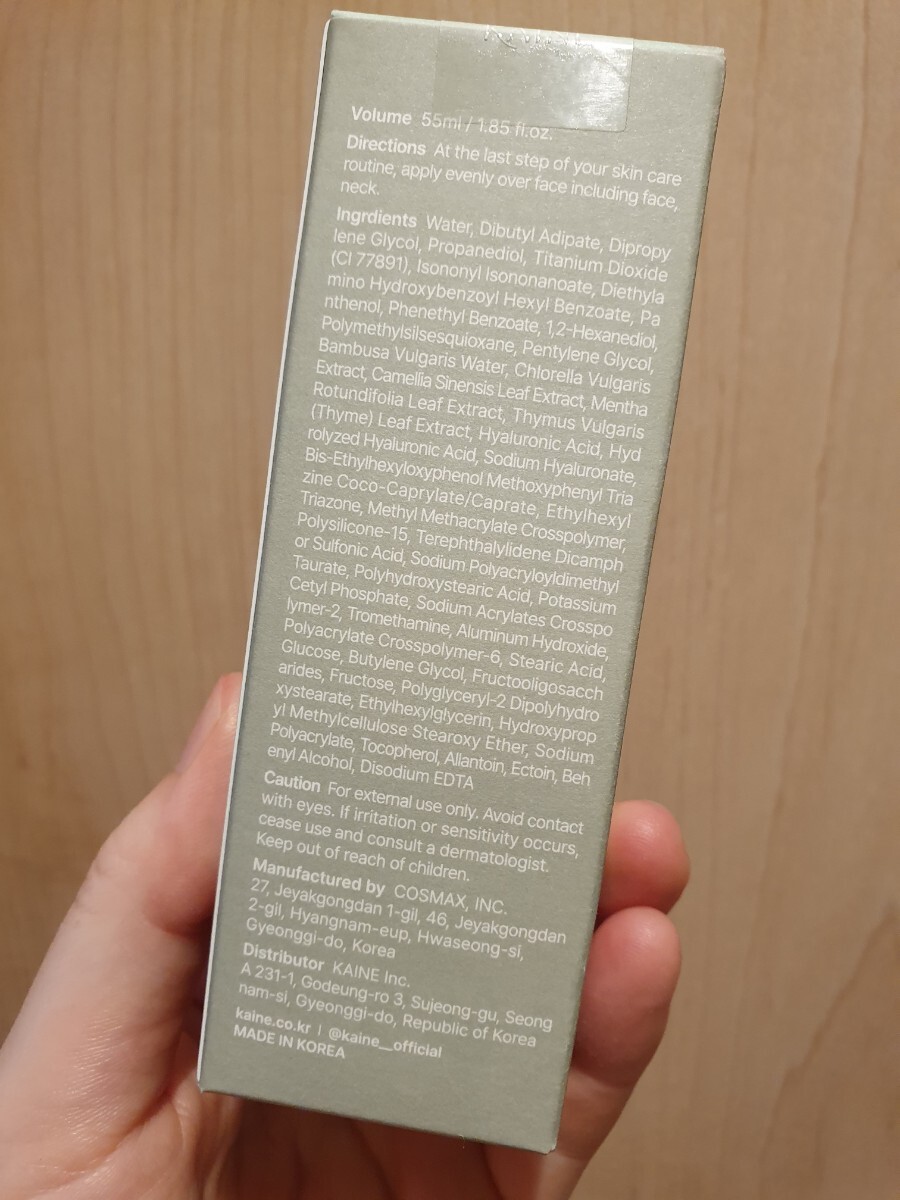 Volume 55ml / 1.85 fl.oz.
Directions At the last step of your skin care
routine, apply evenly over face including face,
neck.
Ingrdients Water, Dibutyl Adipate, Dipropy
lene Glycol, Propanediol, Titanium Dioxide
(CI 77891), Isononyl Isononanoate, Diethyla
mino Hydroxybenzoyl Hexyl Benzoate, Pa
nthenol, Phenethyl Benzoate, 1,2-Hexanediol,
Polymethylsilsesquioxane, Pentylene Glycol,
Bambusa Vulgaris Water, Chlorella Vulgaris
Extract, Camellia Sinensis Leaf Extract, Mentha
Rotundifolia Leaf Extract, Thymus Vulgaris
(Thyme) Leaf Extract, Hyaluronic Acid, Hyd
rolyzed Hyaluronic Acid, Sodium Hyaluronate,
Bis-Ethylhexyloxyphenol Methoxyphenyl Tria
zine Coco-Caprylate/Caprate, Ethylhexyl
Triazone, Methyl Methacrylate Crosspolymer,
Polysilicone-15, Terephthalylidene Dicamph
or Sulfonic Acid, Sodium Polyacryloyldimethyl
Taurate, Polyhydroxystearic Acid, Potassium
Cetyl Phosphate, Sodium Acrylates Crosspo
lymer-2, Tromethamine, Aluminum Hydroxide,
Polyacrylate Crosspolymer-6, Stearic Acid,
Glucose, Butylene Glycol, Fructooligosacch
arides, Fructose, Polyglyceryl-2 Dipolyhydro
xystearate, Ethylhexylglycerin, Hydroxyprop
yl Methylcellulose Stearoxy Ether, Sodium
Polyacrylate, Tocopherol, Allantoin, Ectoin, Beh
enyl Alcohol, Disodium EDTA
Caution For external use only. Avoid contact
with eyes. If irritation or sensitivity occurs,
cease use and consult a dermatologist.
Keep out of reach of children.
Manufactured by COSMAX, INC.
27, Jeyakgongdan 1-gil, 46, Jeyakgongdan
2-gil, Hyangnam-eup, Hwaseong-si,
Gyeonggi-do, Korea
Distributor KAINE Inc.
A 231-1, Godeung-ro 3, Sujeong-gu, Seong
nam-si, Gyeonggi-do, Republic of Korea
kaine.co.kr | @kaine__official
MADE IN KOREA